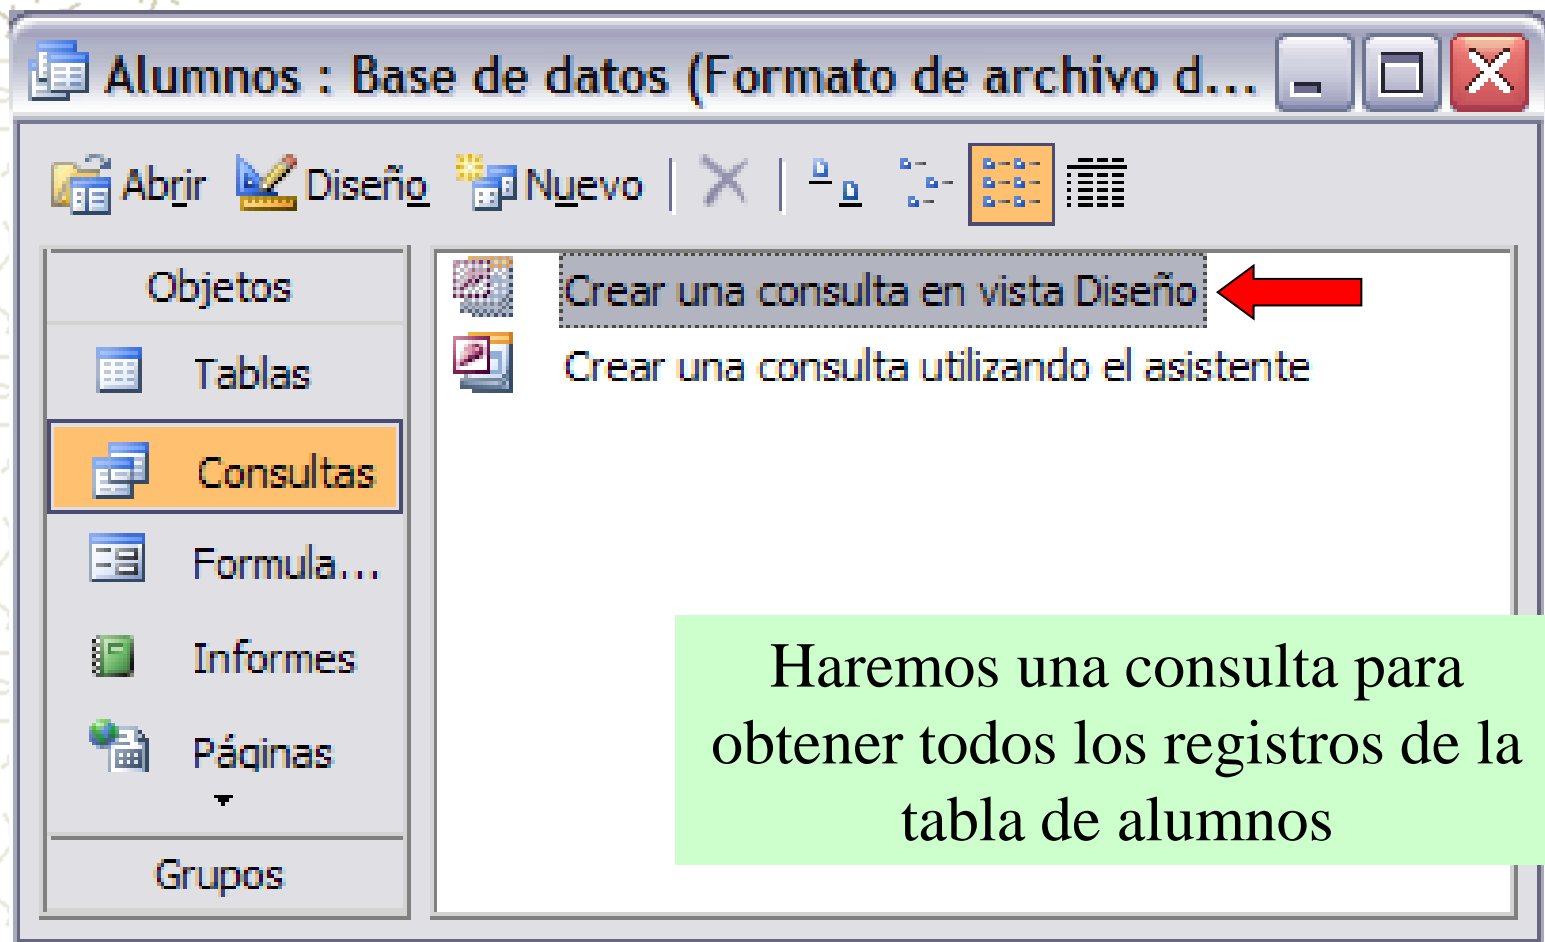 Alumnos : Base de datos (Formato de archivo d...
Abrir Diseño Nuevo
Objetos
Tablas
Consultas
Formula...
Informes
Páginas
Grupos
Crear una consulta en vista Diseño
Crear una consulta utilizando el asistente
Haremos una consulta para
obtener todos los registros de la
tabla de alumnos